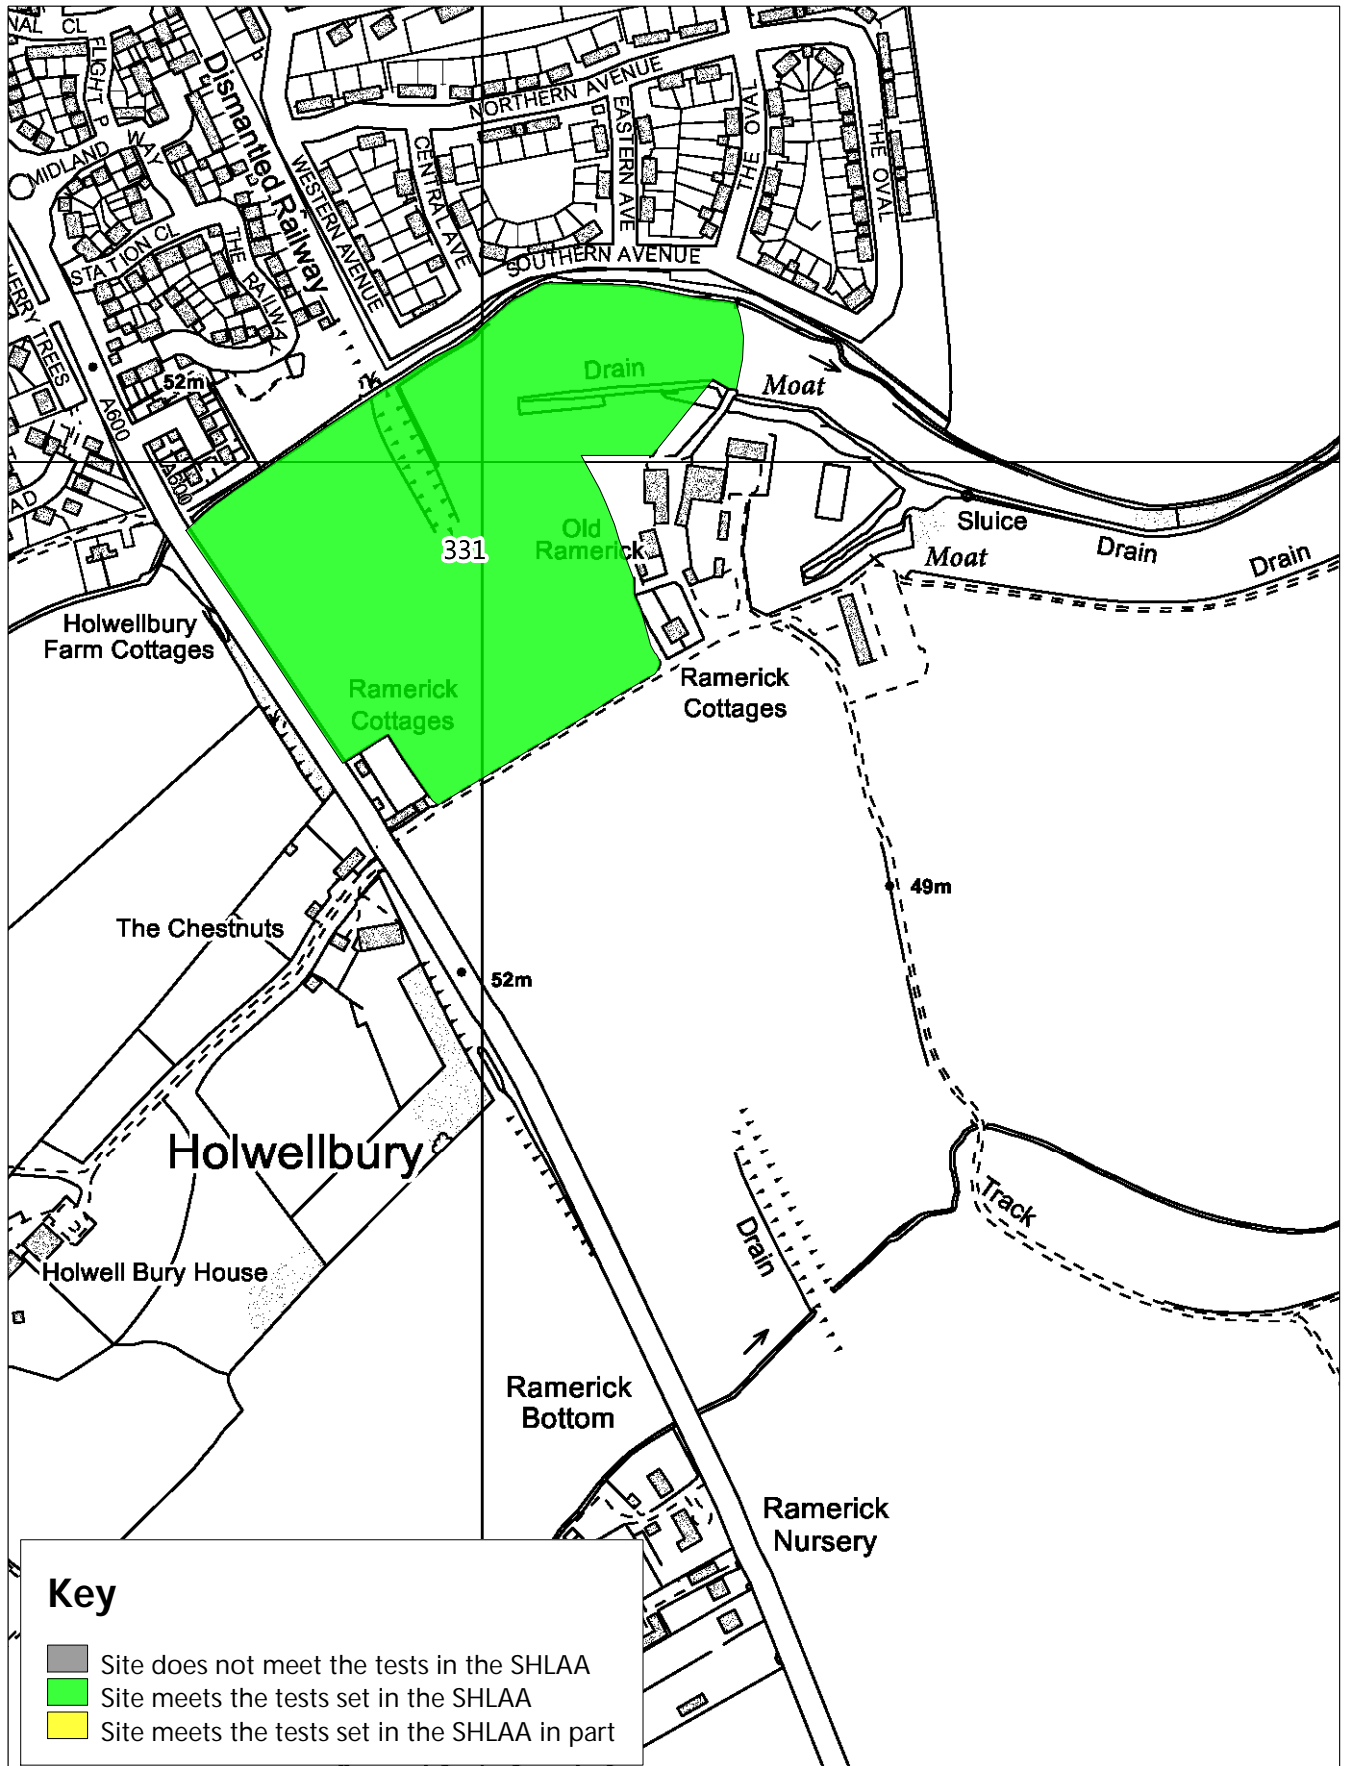 NAL CL
FLIGHT P
Dismantled Railway
NORTHERN AVENUE
EASTERN AVE
THE OVAL
THE OVAL
MIDLAND WAY
WESTERN AVENUE
CENTRAL AVE
SOUTHERN AVENUE
STATION CL
THE RAILWA
HERRY TREES
52m
A600
A600
AD
Drain
Moat
Old
Ramerick
331
Sluice
Moat
Drain
Drain
Holwellbury
Farm Cottages
Ramerick
Cottages
Ramerick
Cottages
49m
The Chestnuts
52m
Holwellbury
Track
Drain
Holwell Bury House
Ramerick
Bottom
Ramerick
Nursery
Key
Site does not meet the tests in the SHLAA
Site meets the tests set in the SHLAA
Site meets the tests set in the SHLAA in part